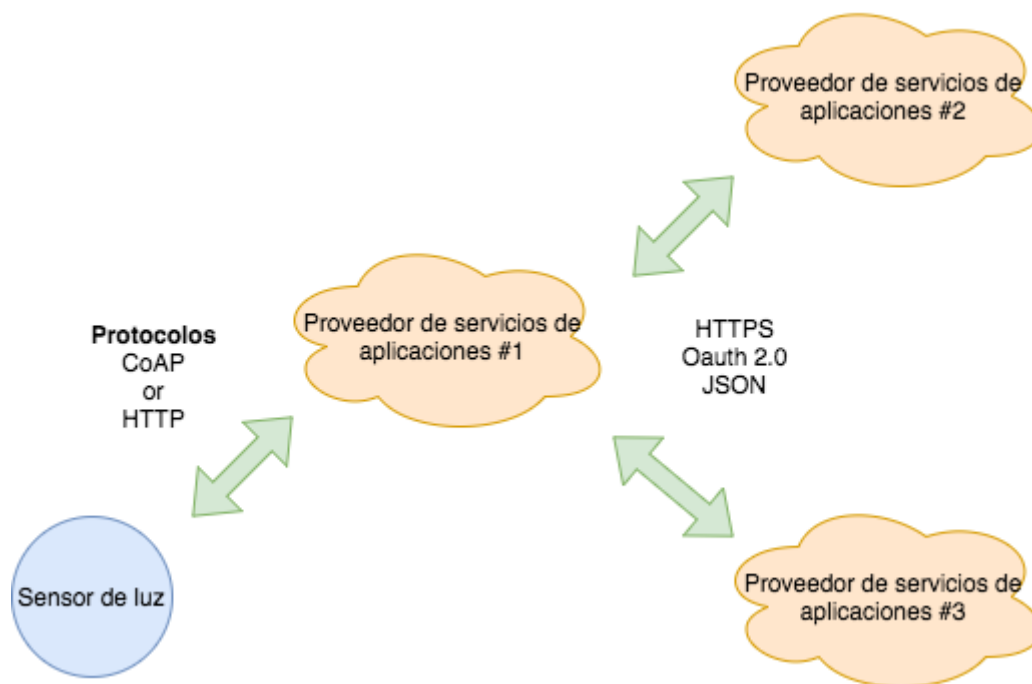 Proveedor de servicios de
aplicaciones #2
Proveedor de servicios de
aplicaciones #1
Protocolos
CoAP
or
HTTP
HTTPS
Oauth 2.0
JSON
Sensor de luz
Proveedor de servicios de
aplicaciones #3